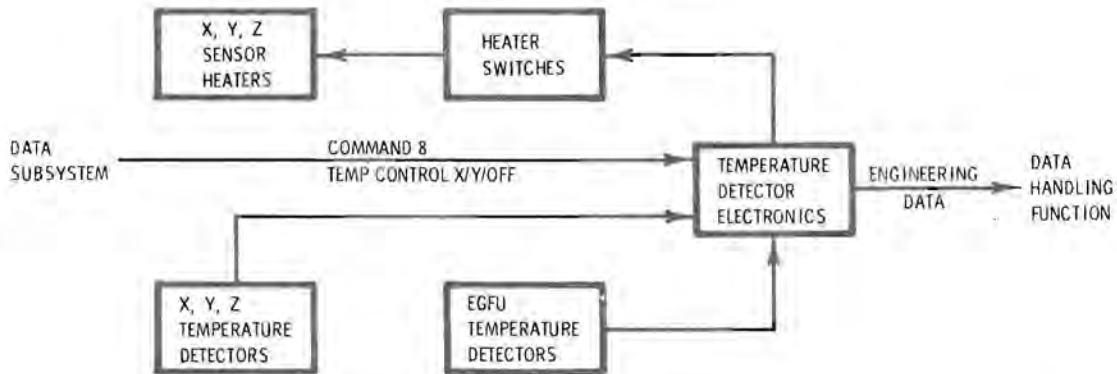 X, Y, Z
SENSOR
HEATERS
HEATER
SWITCHES
DATA
SUBSYSTEM
COMMAND 8
TEMP CONTROL X/Y/OFF
TEMPERATURE
DETECTOR
ELECTRONICS
ENGINEERING
DATA
DATA
HANDLING
FUNCTION
X, Y, Z
TEMPERATURE
DETECTORS
EGFU
TEMPERATURE
DETECTORS